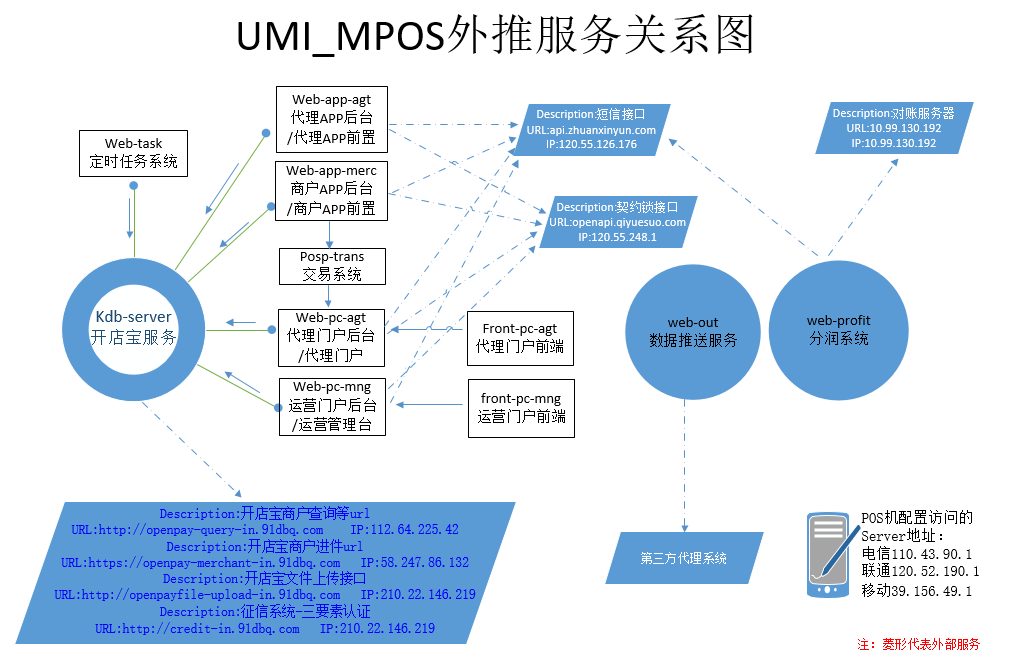 UMI_MPOS外推服务关系图
Web-task
定时任务系统
Web-app-agt
代理APP后台
/代理APP前置
Web-app-merc
商户APP后台
/商户APP前置
Posp-trans
交易系统
Kdb-server
开店宝服务
Web-pc-agt
代理门户后台
/代理门户
Web-pc-mng
运营门户后台
/运营管理台
Front-pc-agt
代理门户前端
front-pc-mng
运营门户前端
Description:短信接口
URL:api.zhuanxinyun.com
IP:120.55.126.176
Description:契约锁接口
URL:openapi.qiyuesuo.com
IP:120.55.248.1
Description:对账服务器
URL:10.99.130.192
IP:10.99.130.192
web-out
数据推送服务
web-profit
分润系统
Description:开店宝商户查询等url
URL:http://openpay-query-in.91dbq.com IP:112.64.225.42
Description:开店宝商户进件url
URL:https://openpay-merchant-in.91dbq.com IP:58.247.86.132
Description:开店宝文件上传接口
URL:http://openpayfile-upload-in.91dbq.com IP:210.22.146.219
Description:征信系统-三要素认证
URL:http://credit-in.91dbq.com IP:210.22.146.219
第三方代理系统
POS机配置访问的
Server地址：
电信110.43.90.1
联通120.52.190.1
移动39.156.49.1
注：菱形代表外部服务